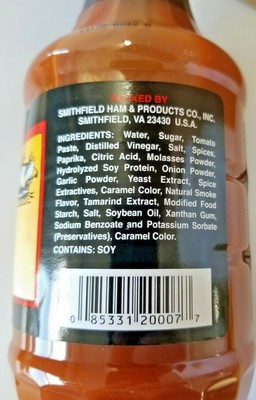 PACKED BY
SMITHFIELD HAM & PRODUCTS CO., INC.
SMITHFIELD, VA 23430 U.S.A.
INGREDIENTS: Water, Sugar, Tomato
Paste, Distilled Vinegar, Salt, Spices,
Paprika, Citric Acid, Molasses Powder,
Hydrolyzed Soy Protein, Onion Powder,
Garlic Powder, Yeast Extract, Spice
Extractives, Caramel Color, Natural Smoke
Flavor, Tamarind Extract, Modified Food
Starch, Salt, Soybean Oil, Xanthan Gum,
Sodium Benzoate and Potassium Sorbate
(Preservatives), Caramel Color.
CONTAINS: SOY
0 85331 20007 7